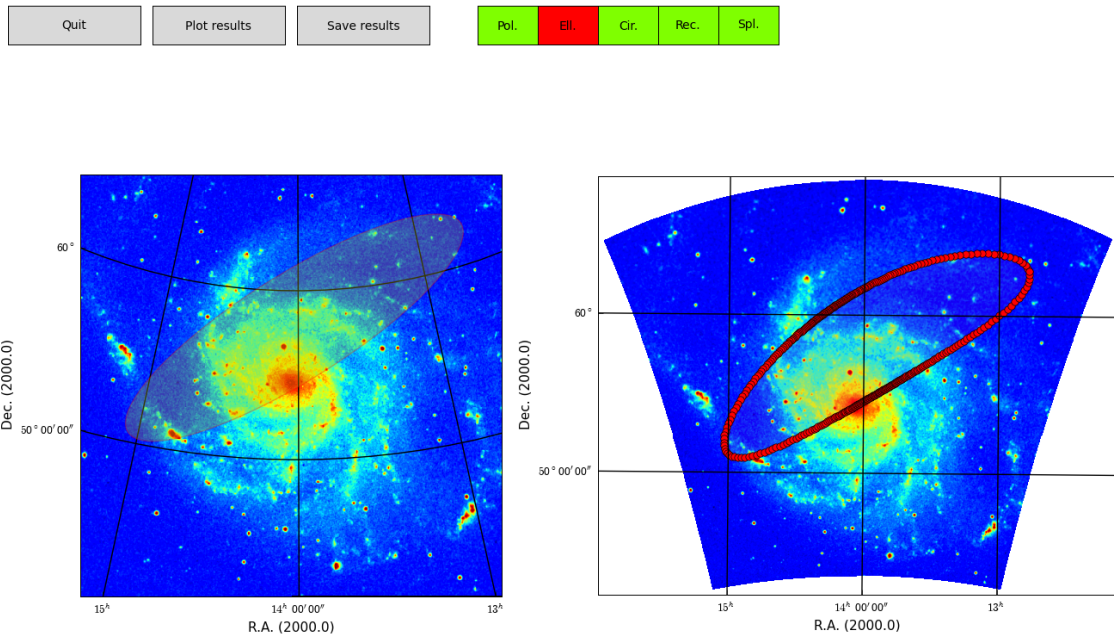 Quit Plot results Save results Pol. Ell. Cir. Rec. Spl.
60°
60°
Dec. (2000.0)
Dec. (2000.0)
50° 00′ 00″
50° 00′ 00″
15ʰ 14ʰ 00′ 00″ 13ʰ
15ʰ 14ʰ 00′ 00″ 13ʰ
R.A. (2000.0)
R.A. (2000.0)